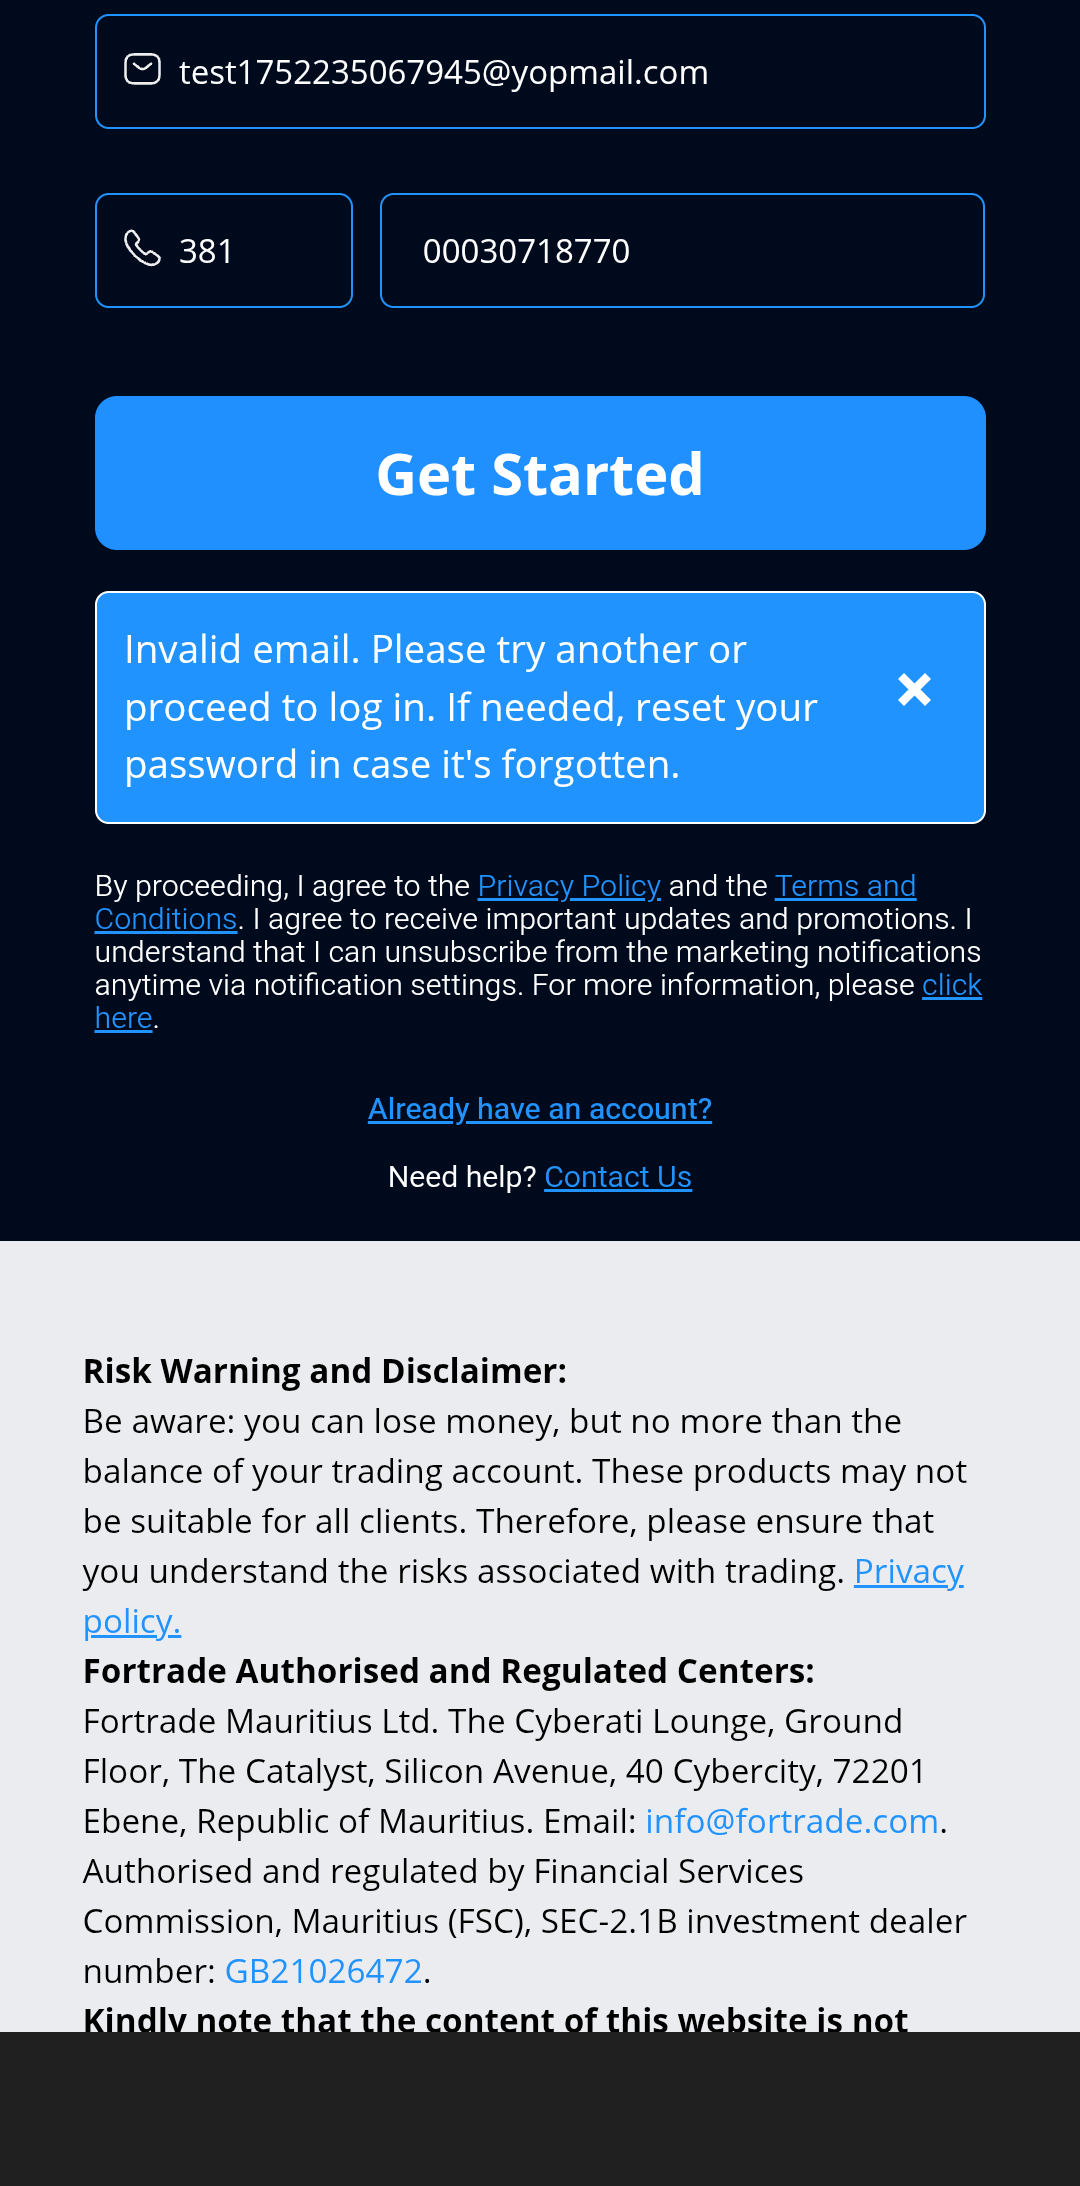 test1752235067945@yopmail.com
381
00030718770
Get Started
Invalid email. Please try another or
proceed to log in. If needed, reset your
password in case it's forgotten.
By proceeding, I agree to the Privacy Policy and the Terms and
Conditions. I agree to receive important updates and promotions. I
understand that I can unsubscribe from the marketing notifications
anytime via notification settings. For more information, please click
here.
Already have an account?
Need help? Contact Us
Risk Warning and Disclaimer:
Be aware: you can lose money, but no more than the
balance of your trading account. These products may not
be suitable for all clients. Therefore, please ensure that
you understand the risks associated with trading. Privacy
policy.
Fortrade Authorised and Regulated Centers:
Fortrade Mauritius Ltd. The Cyberati Lounge, Ground
Floor, The Catalyst, Silicon Avenue, 40 Cybercity, 72201
Ebene, Republic of Mauritius. Email: info@fortrade.com.
Authorised and regulated by Financial Services
Commission, Mauritius (FSC), SEC-2.1B investment dealer
number: GB21026472.
Kindly note that the content of this website is not